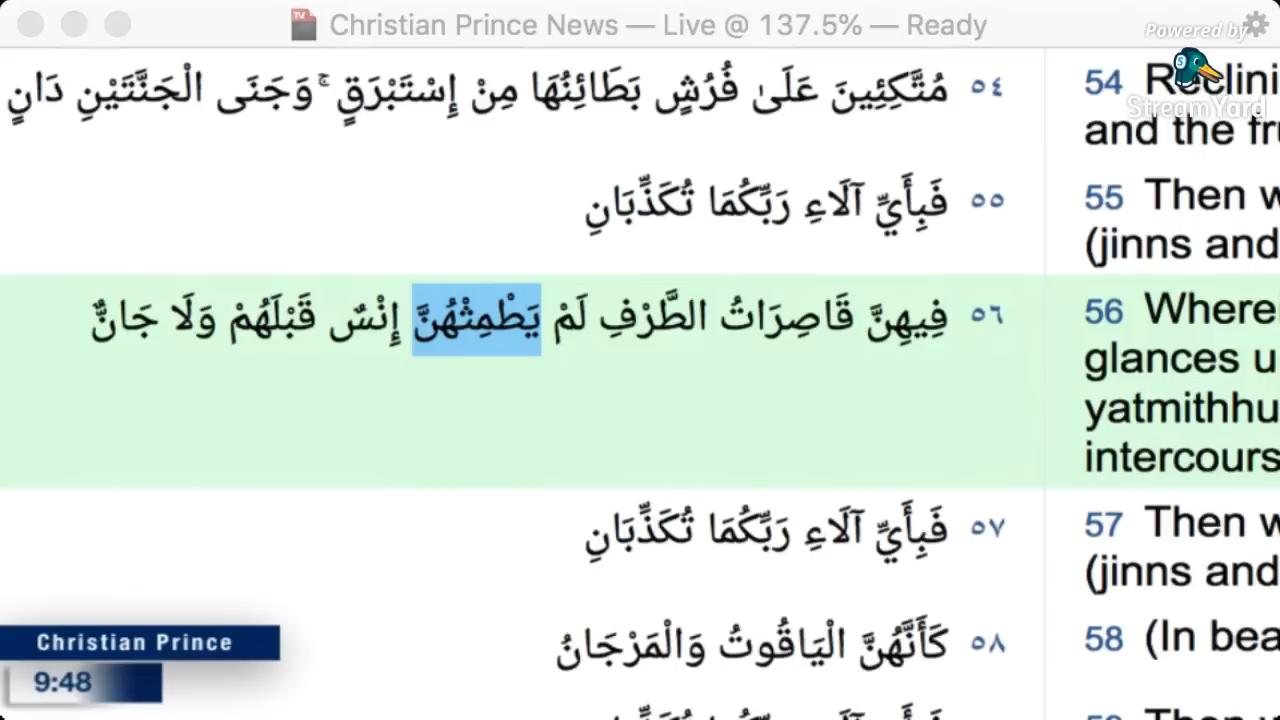 Christian Prince News — Live @ 137.5% — Ready
Powered by
StreamYard
مُتَّكِئِينَ عَلَىٰ فُرُشٍ بَطَائِنُهَا مِنْ إِسْتَبْرَقٍ ۚ وَجَنَى الْجَنَّتَيْنِ دَانٍ ٥٤
54 Reclini
and the fru
فَبِأَيِّ آلَاءِ رَبِّكُمَا تُكَذِّبَانِ ٥٥
55 Then w
(jinns and
فِيهِنَّ قَاصِرَاتُ الطَّرْفِ لَمْ يَطْمِثْهُنَّ إِنْسٌ قَبْلَهُمْ وَلَا جَانٌّ ٥٦
56 Where
glances u
yatmithhu
intercours
فَبِأَيِّ آلَاءِ رَبِّكُمَا تُكَذِّبَانِ ٥٧
57 Then w
(jinns and
كَأَنَّهُنَّ الْيَاقُوتُ وَالْمَرْجَانُ ٥٨
58 (In bea
Christian Prince
9:48